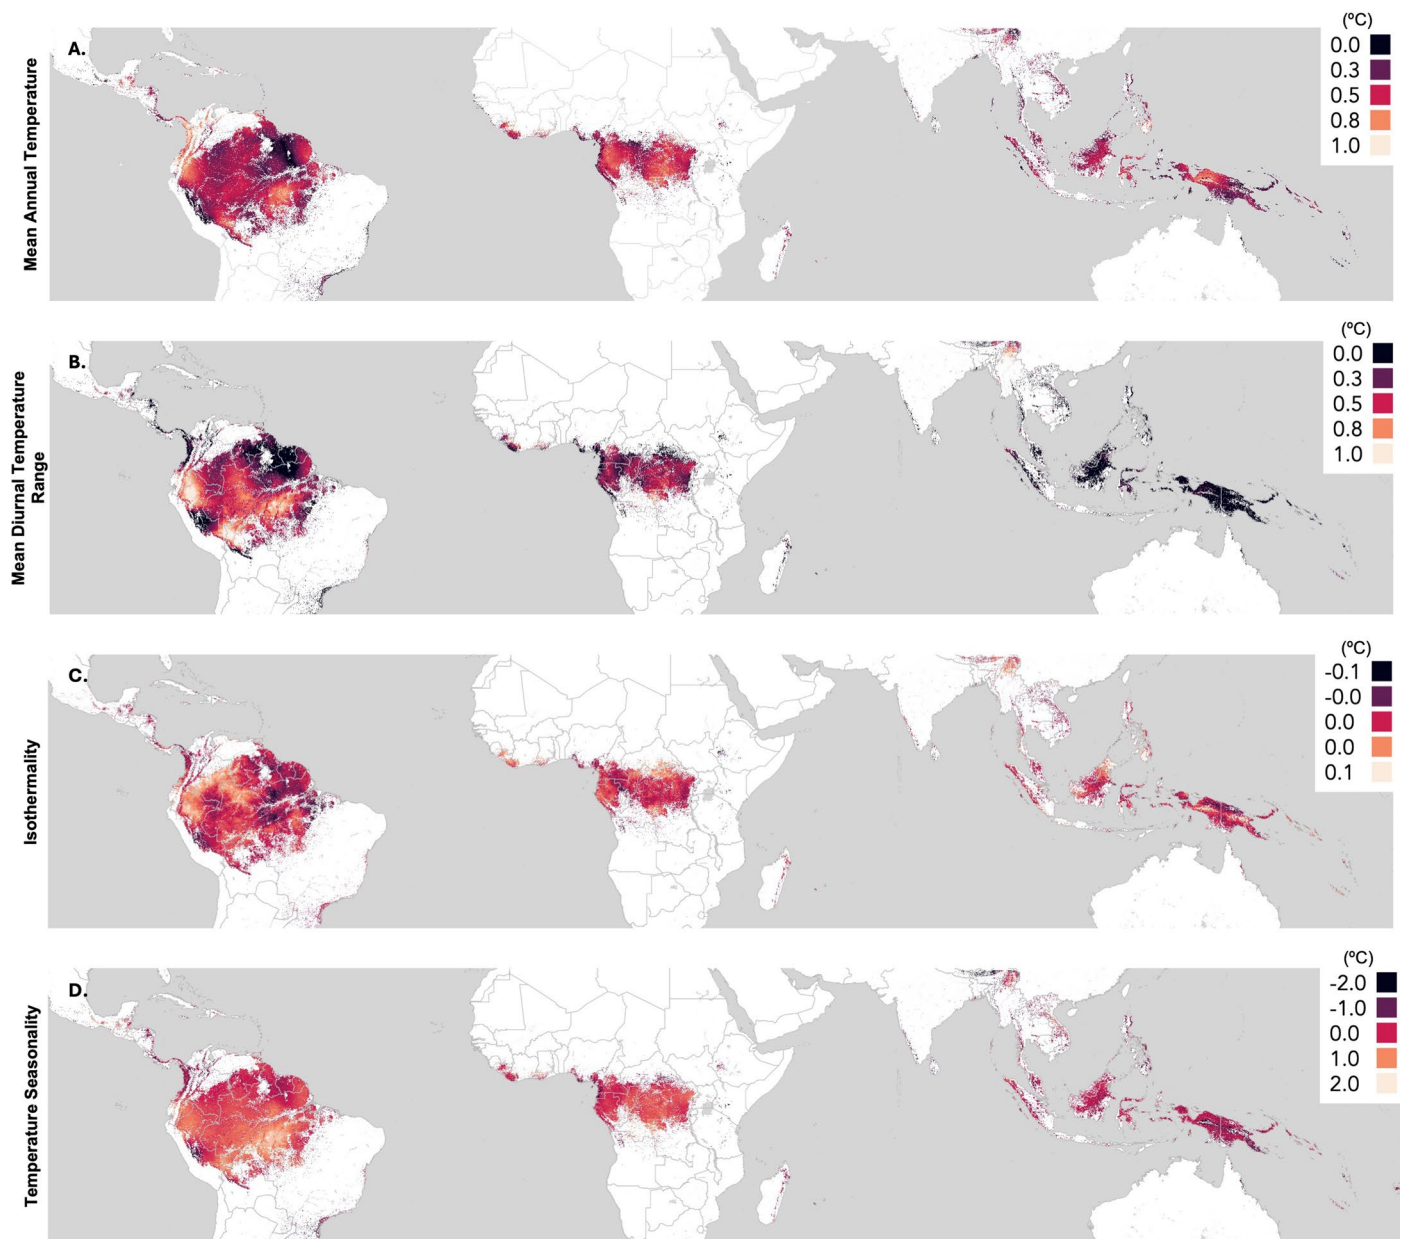 A.
Mean Annual Temperature
(ºC)
0.0
0.3
0.5
0.8
1.0
B.
Mean Diurnal Temperature
Range
(ºC)
0.0
0.3
0.5
0.8
1.0
C.
Isothermality
(ºC)
-0.1
-0.0
0.0
0.0
0.1
D.
Temperature Seasonality
(ºC)
-2.0
-1.0
0.0
1.0
2.0